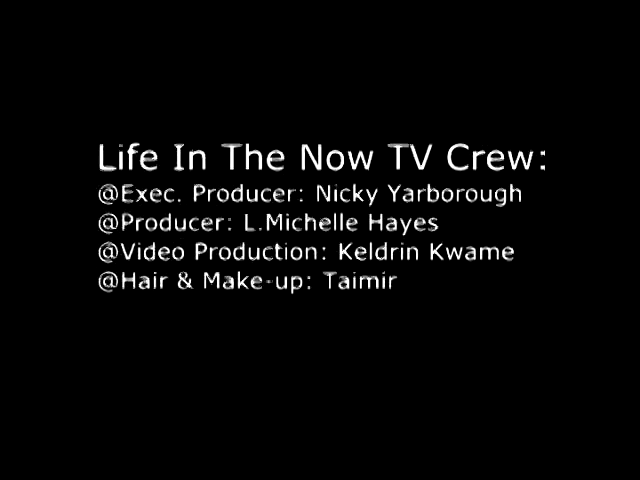 Life In The Now TV Crew:
@Exec. Producer: Nicky Yarborough
@Producer: L.Michelle Hayes
@Video Production: Keldrin Kwame
@Hair & Make-up: Taimir